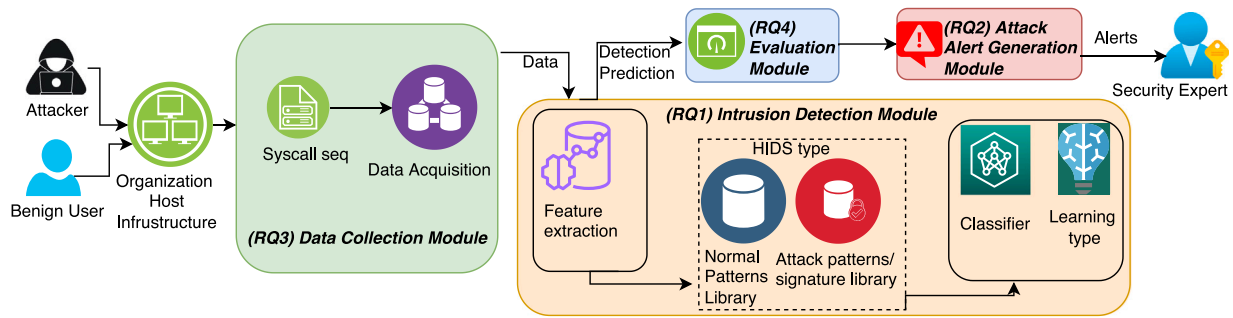 Attacker
Benign User
Organization
Host
Infrustructure
Syscall seq
Data Acquisition
(RQ3) Data Collection Module
Data
Detection
Prediction
(RQ4)
Evaluation
Module
(RQ2) Attack
Alert Generation
Module
Alerts
Security Expert
(RQ1) Intrusion Detection Module
Feature
extraction
HIDS type
Normal
Patterns
Library
Attack patterns/
signature library
Classifier
Learning
type